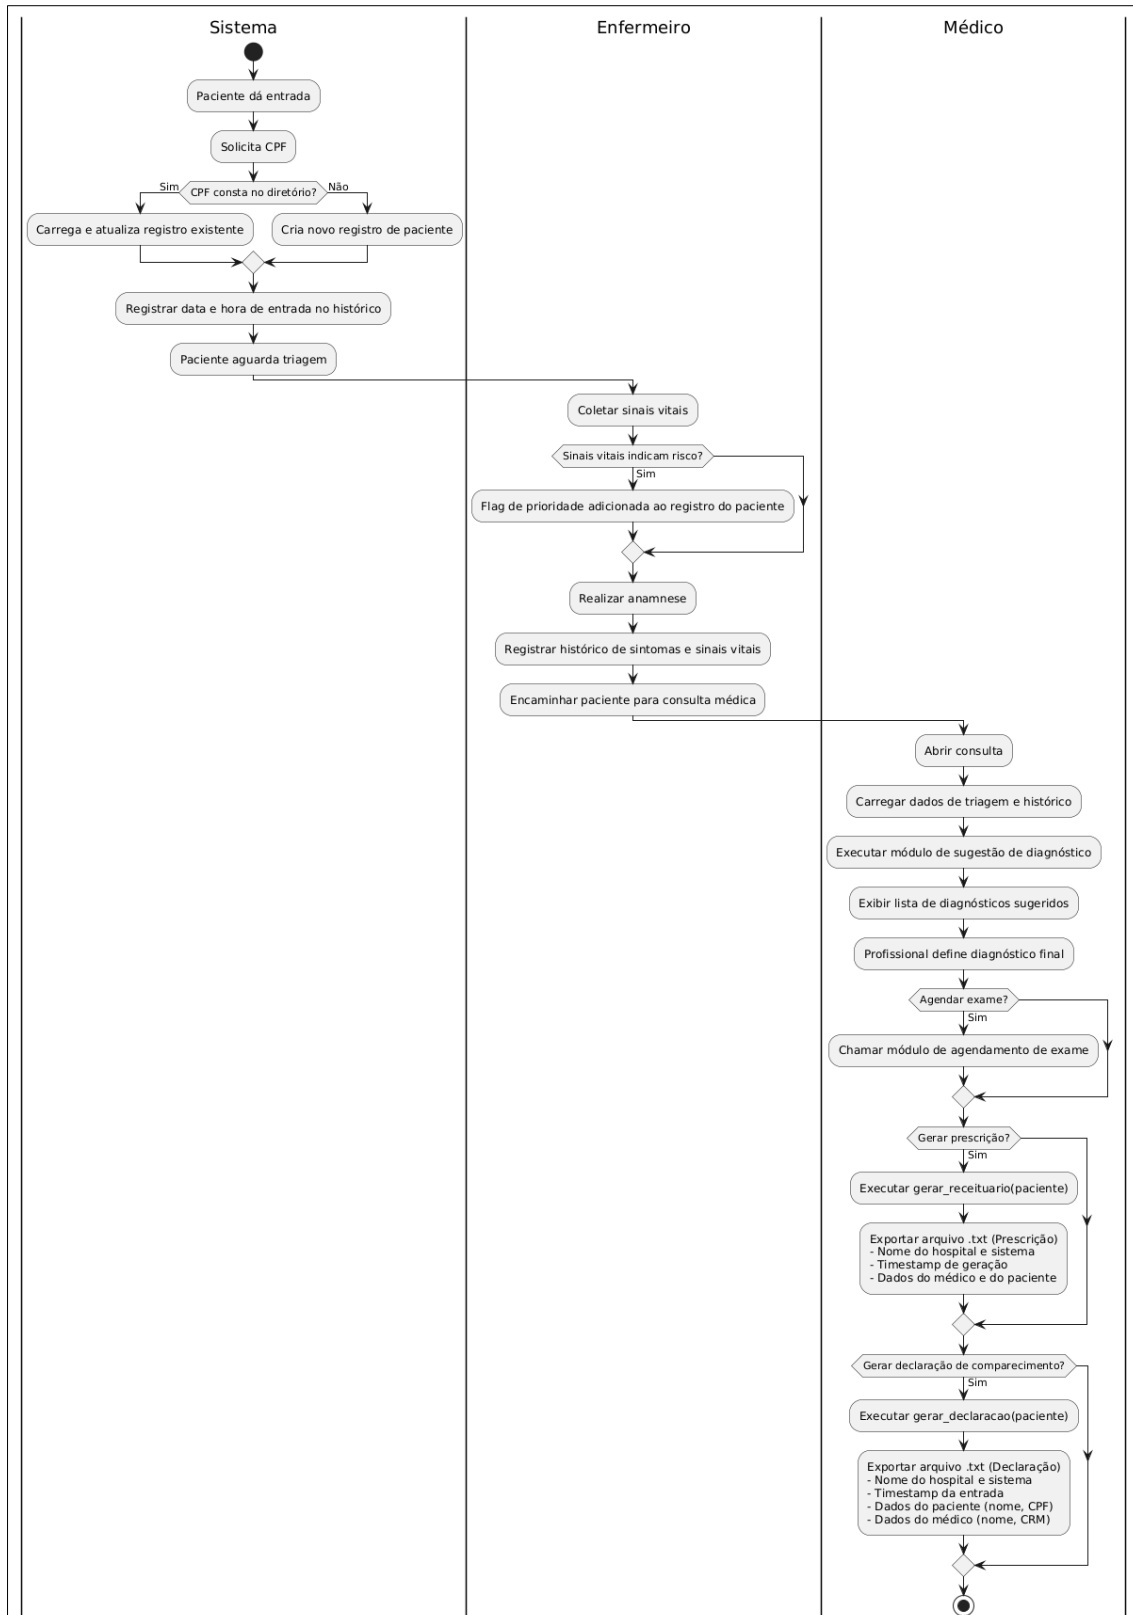 Sistema
Enfermeiro
Médico
Paciente dá entrada
Solicita CPF
Sim
CPF consta no diretório?
Não
Carrega e atualiza registro existente
Cria novo registro de paciente
Registrar data e hora de entrada no histórico
Paciente aguarda triagem
Coletar sinais vitais
Sinais vitais indicam risco?
Sim
Flag de prioridade adicionada ao registro do paciente
Realizar anamnese
Registrar histórico de sintomas e sinais vitais
Encaminhar paciente para consulta médica
Abrir consulta
Carregar dados de triagem e histórico
Executar módulo de sugestão de diagnóstico
Exibir lista de diagnósticos sugeridos
Profissional define diagnóstico final
Agendar exame?
Sim
Chamar módulo de agendamento de exame
Gerar prescrição?
Sim
Executar gerar_receituario(paciente)
Exportar arquivo .txt (Prescrição)
- Nome do hospital e sistema
- Timestamp de geração
- Dados do médico e do paciente
Gerar declaração de comparecimento?
Sim
Executar gerar_declaracao(paciente)
Exportar arquivo .txt (Declaração)
- Nome do hospital e sistema
- Timestamp da entrada
- Dados do paciente (nome, CPF)
- Dados do médico (nome, CRM)